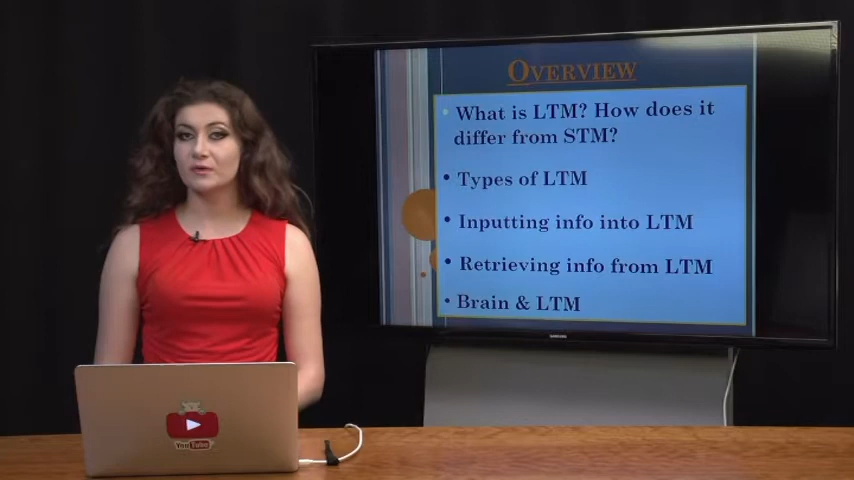 OVERVIEW
What is LTM? How does it
differ from STM?
Types of LTM
Inputting info into LTM
Retrieving info from LTM
Brain & LTM
SAMSUNG
YouTube